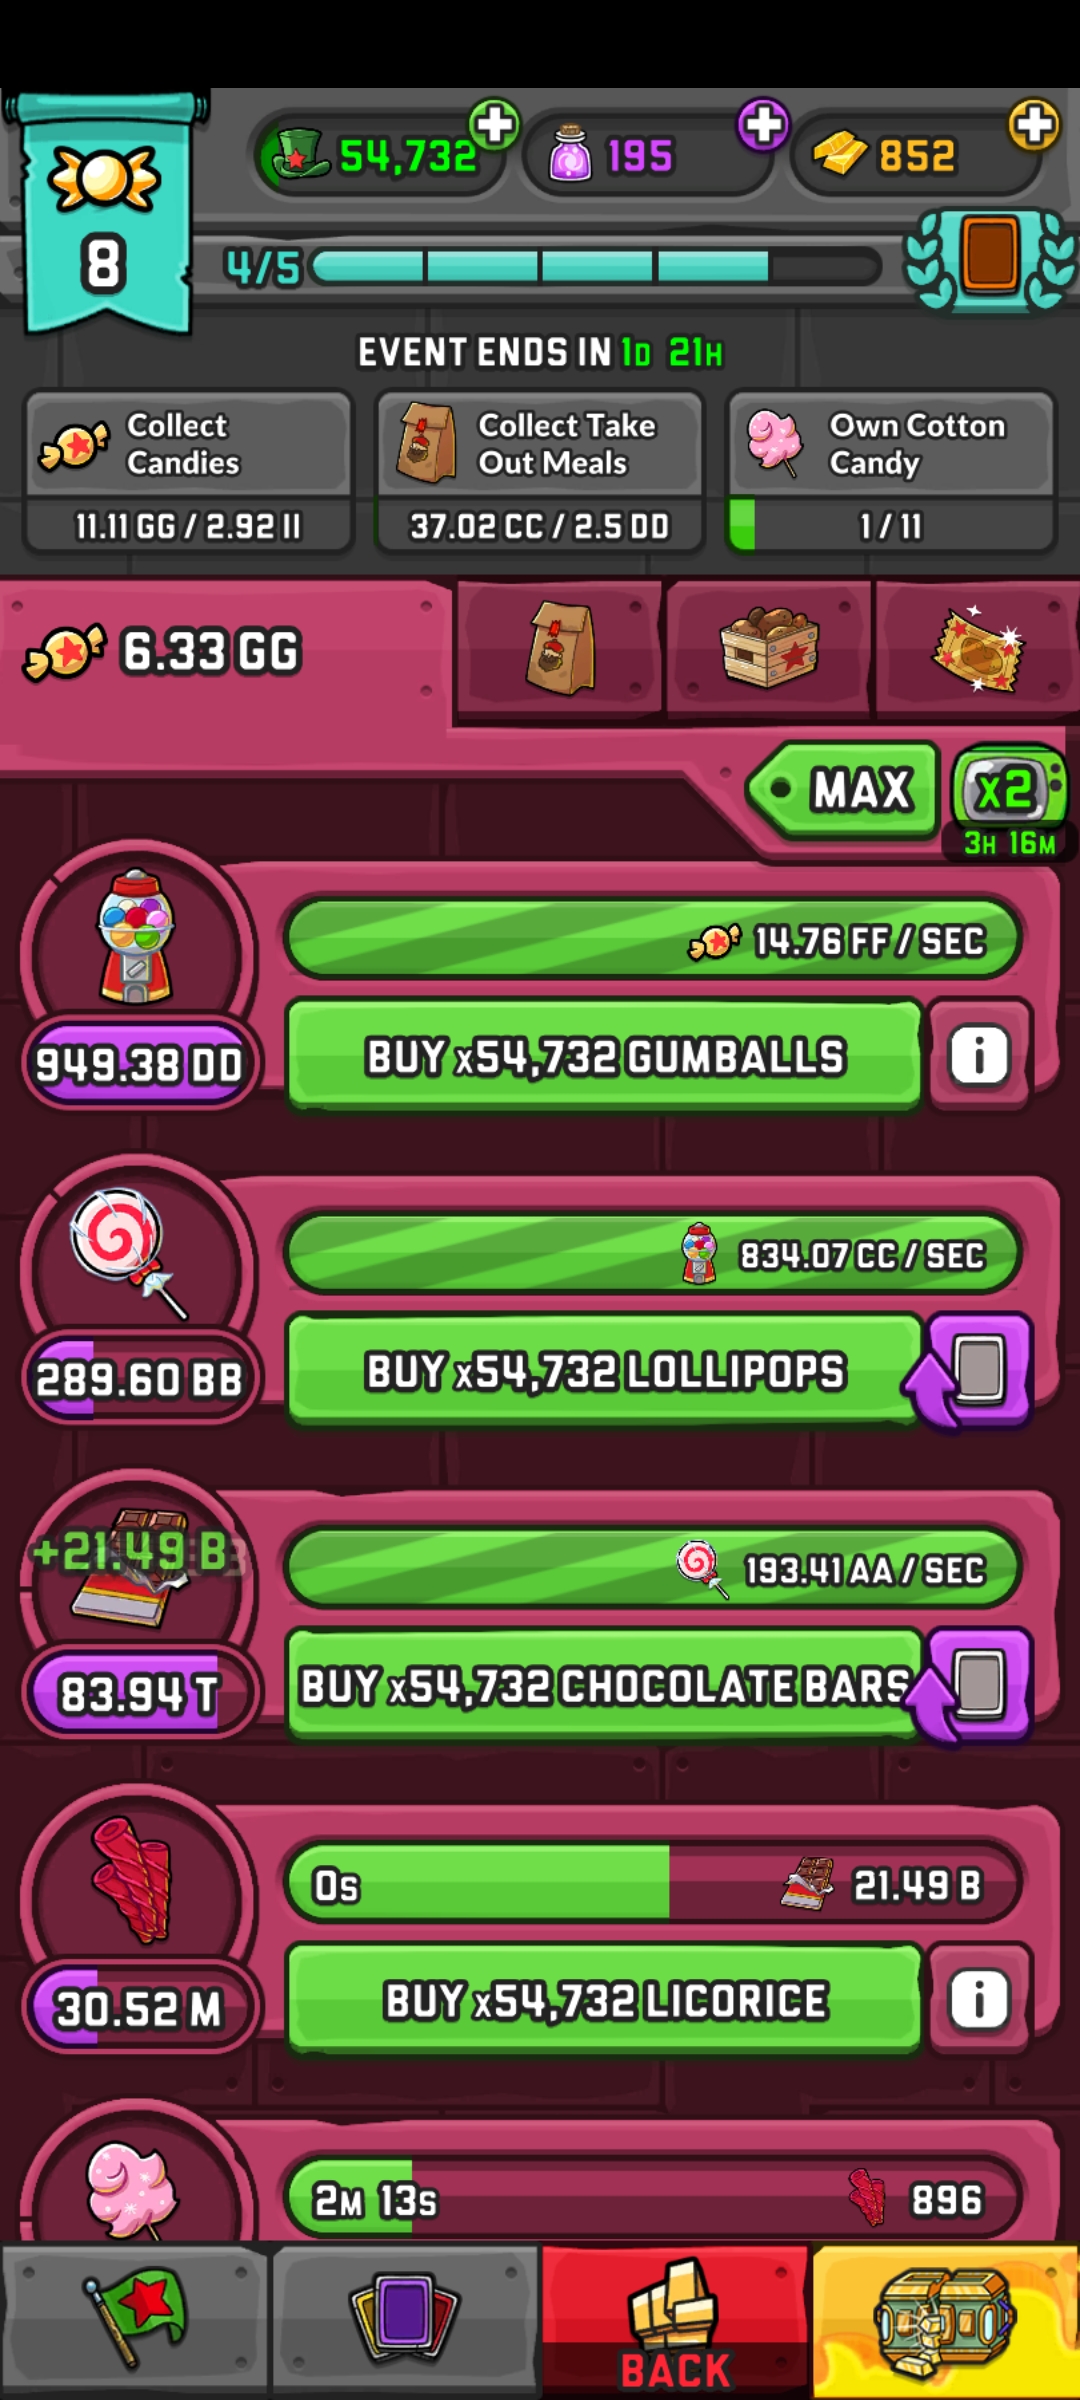 54,732
195
852
8
4/5
EVENT ENDS IN 1D 21H
Collect
Candies
11.11 GG / 2.92 II
Collect Take
Out Meals
37.02 CC / 2.5 DD
Own Cotton
Candy
1 / 11
6.33 GG
MAX
x2
3H 16M
14.76 FF / SEC
949.38 DD
BUY x54,732 GUMBALLS
i
834.07 CC / SEC
289.60 BB
BUY x54,732 LOLLIPOPS
+21.49 B
193.41 AA / SEC
83.94 T
BUY x54,732 CHOCOLATE BARS
0s
21.49 B
30.52 M
BUY x54,732 LICORICE
i
2M 13s
896
BACK